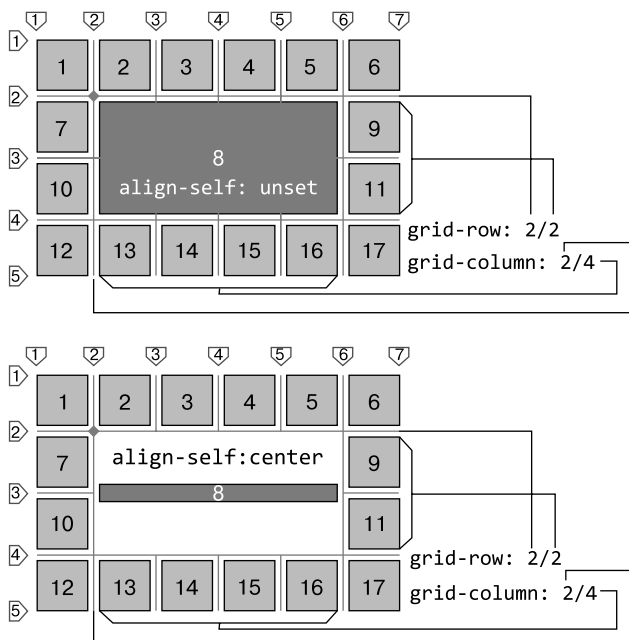 1 2 3 4 5 6 7
1
1 2 3 4 5 6
2
7 9
8
3
align-self: unset
10 11
4
grid-row: 2/2
12 13 14 15 16 17
grid-column: 2/4
5
1 2 3 4 5 6 7
1
1 2 3 4 5 6
2
align-self:center
7 9
3
8
10 11
4
grid-row: 2/2
12 13 14 15 16 17
grid-column: 2/4
5